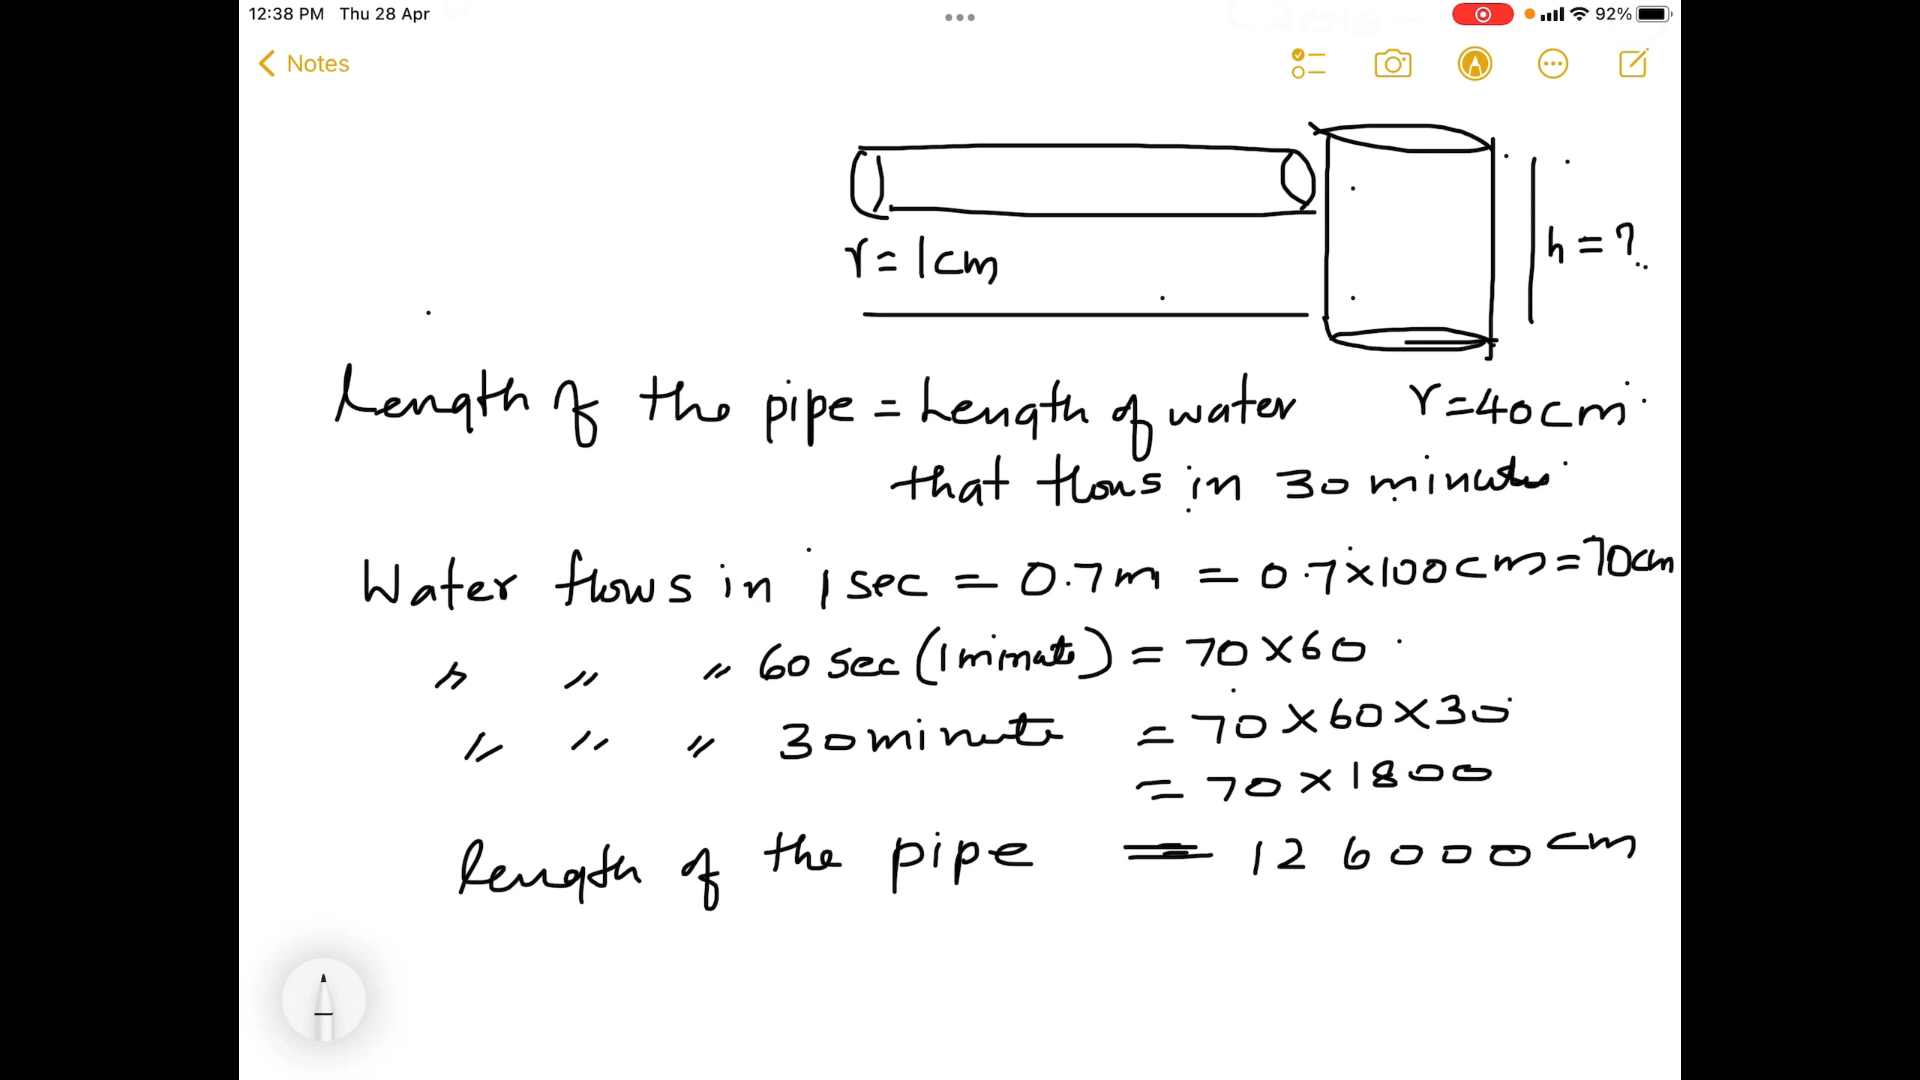 12:38 PM Thu 28 Apr
92%
Notes
r = 1cm
h = ?
Length of the pipe = Length of water
r = 40cm
that flows in 30 minutes
Water flows in 1 sec = 0.7m = 0.7×100cm = 70cm
〃 〃 〃 60 sec (1 minute) = 70×60
〃 〃 〃 30 minute = 70×60×30
= 70×1800
length of the pipe = 126000cm